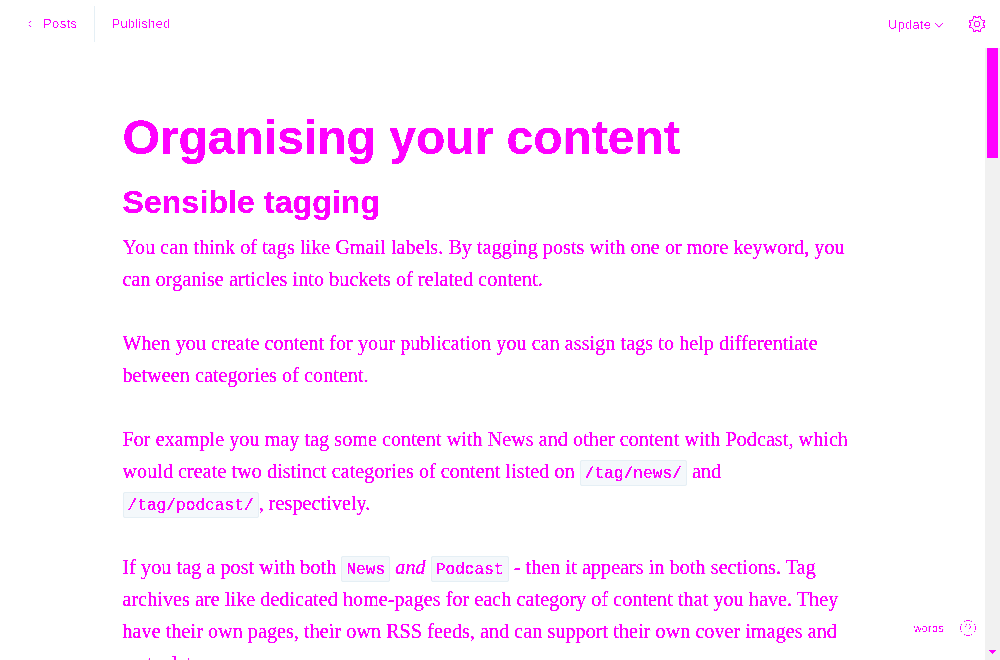 Posts
Published
Update
Organising your content
Sensible tagging
You can think of tags like Gmail labels. By tagging posts with one or more keyword, you
can organise articles into buckets of related content.
When you create content for your publication you can assign tags to help differentiate
between categories of content.
For example you may tag some content with News and other content with Podcast, which
would create two distinct categories of content listed on /tag/news/ and
/tag/podcast/, respectively.
If you tag a post with both News and Podcast - then it appears in both sections. Tag
archives are like dedicated home-pages for each category of content that you have. They
have their own pages, their own RSS feeds, and can support their own cover images and
words